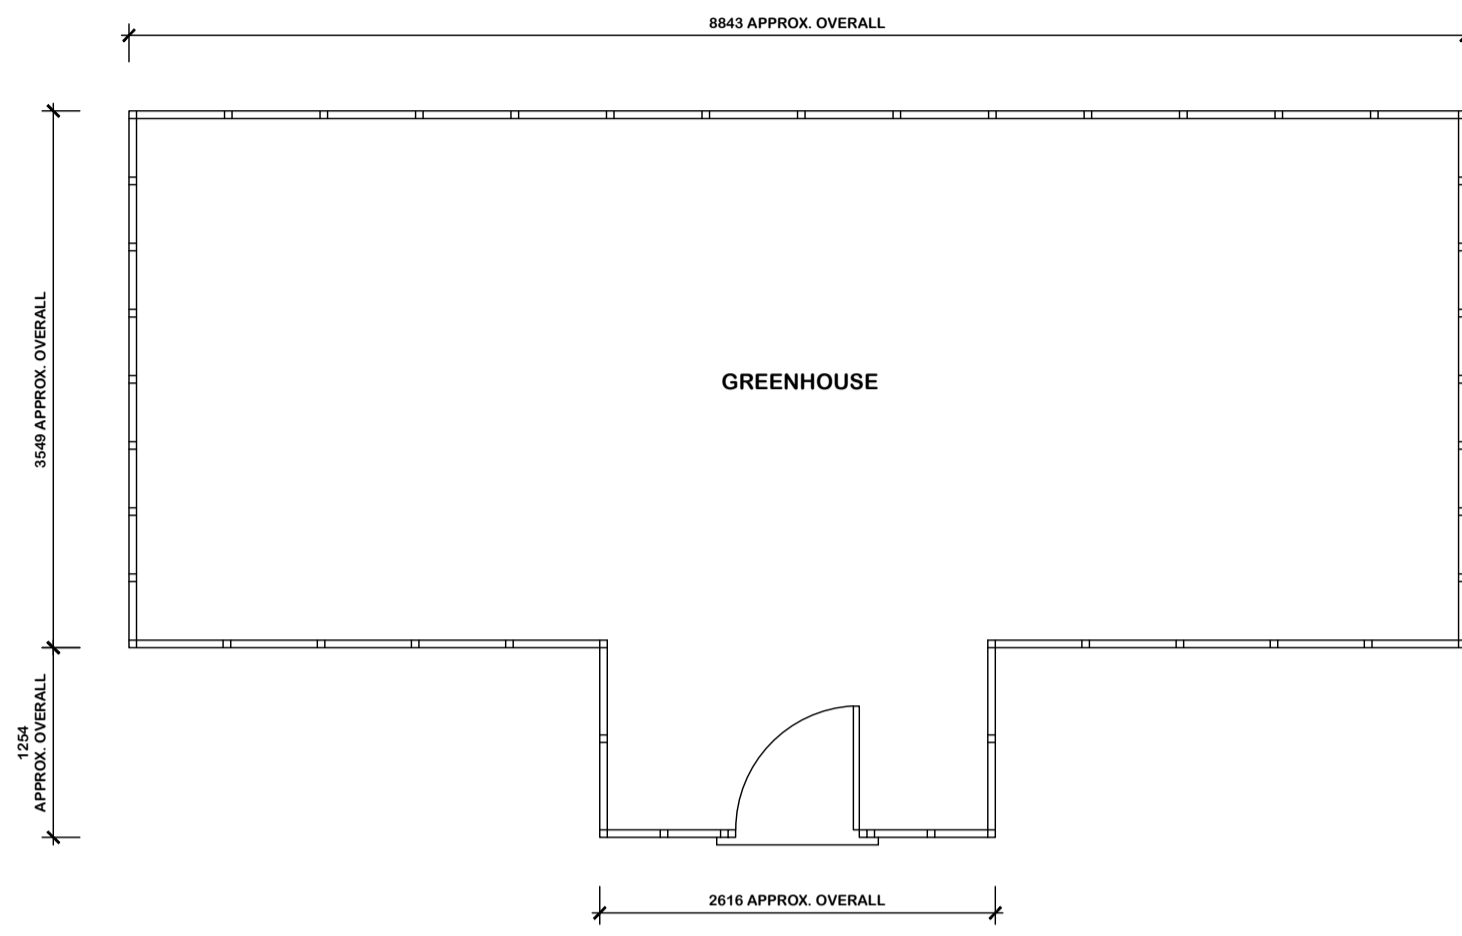 8843 APPROX. OVERALL
3549 APPROX. OVERALL
GREENHOUSE
1254
APPROX. OVERALL
2616 APPROX. OVERALL